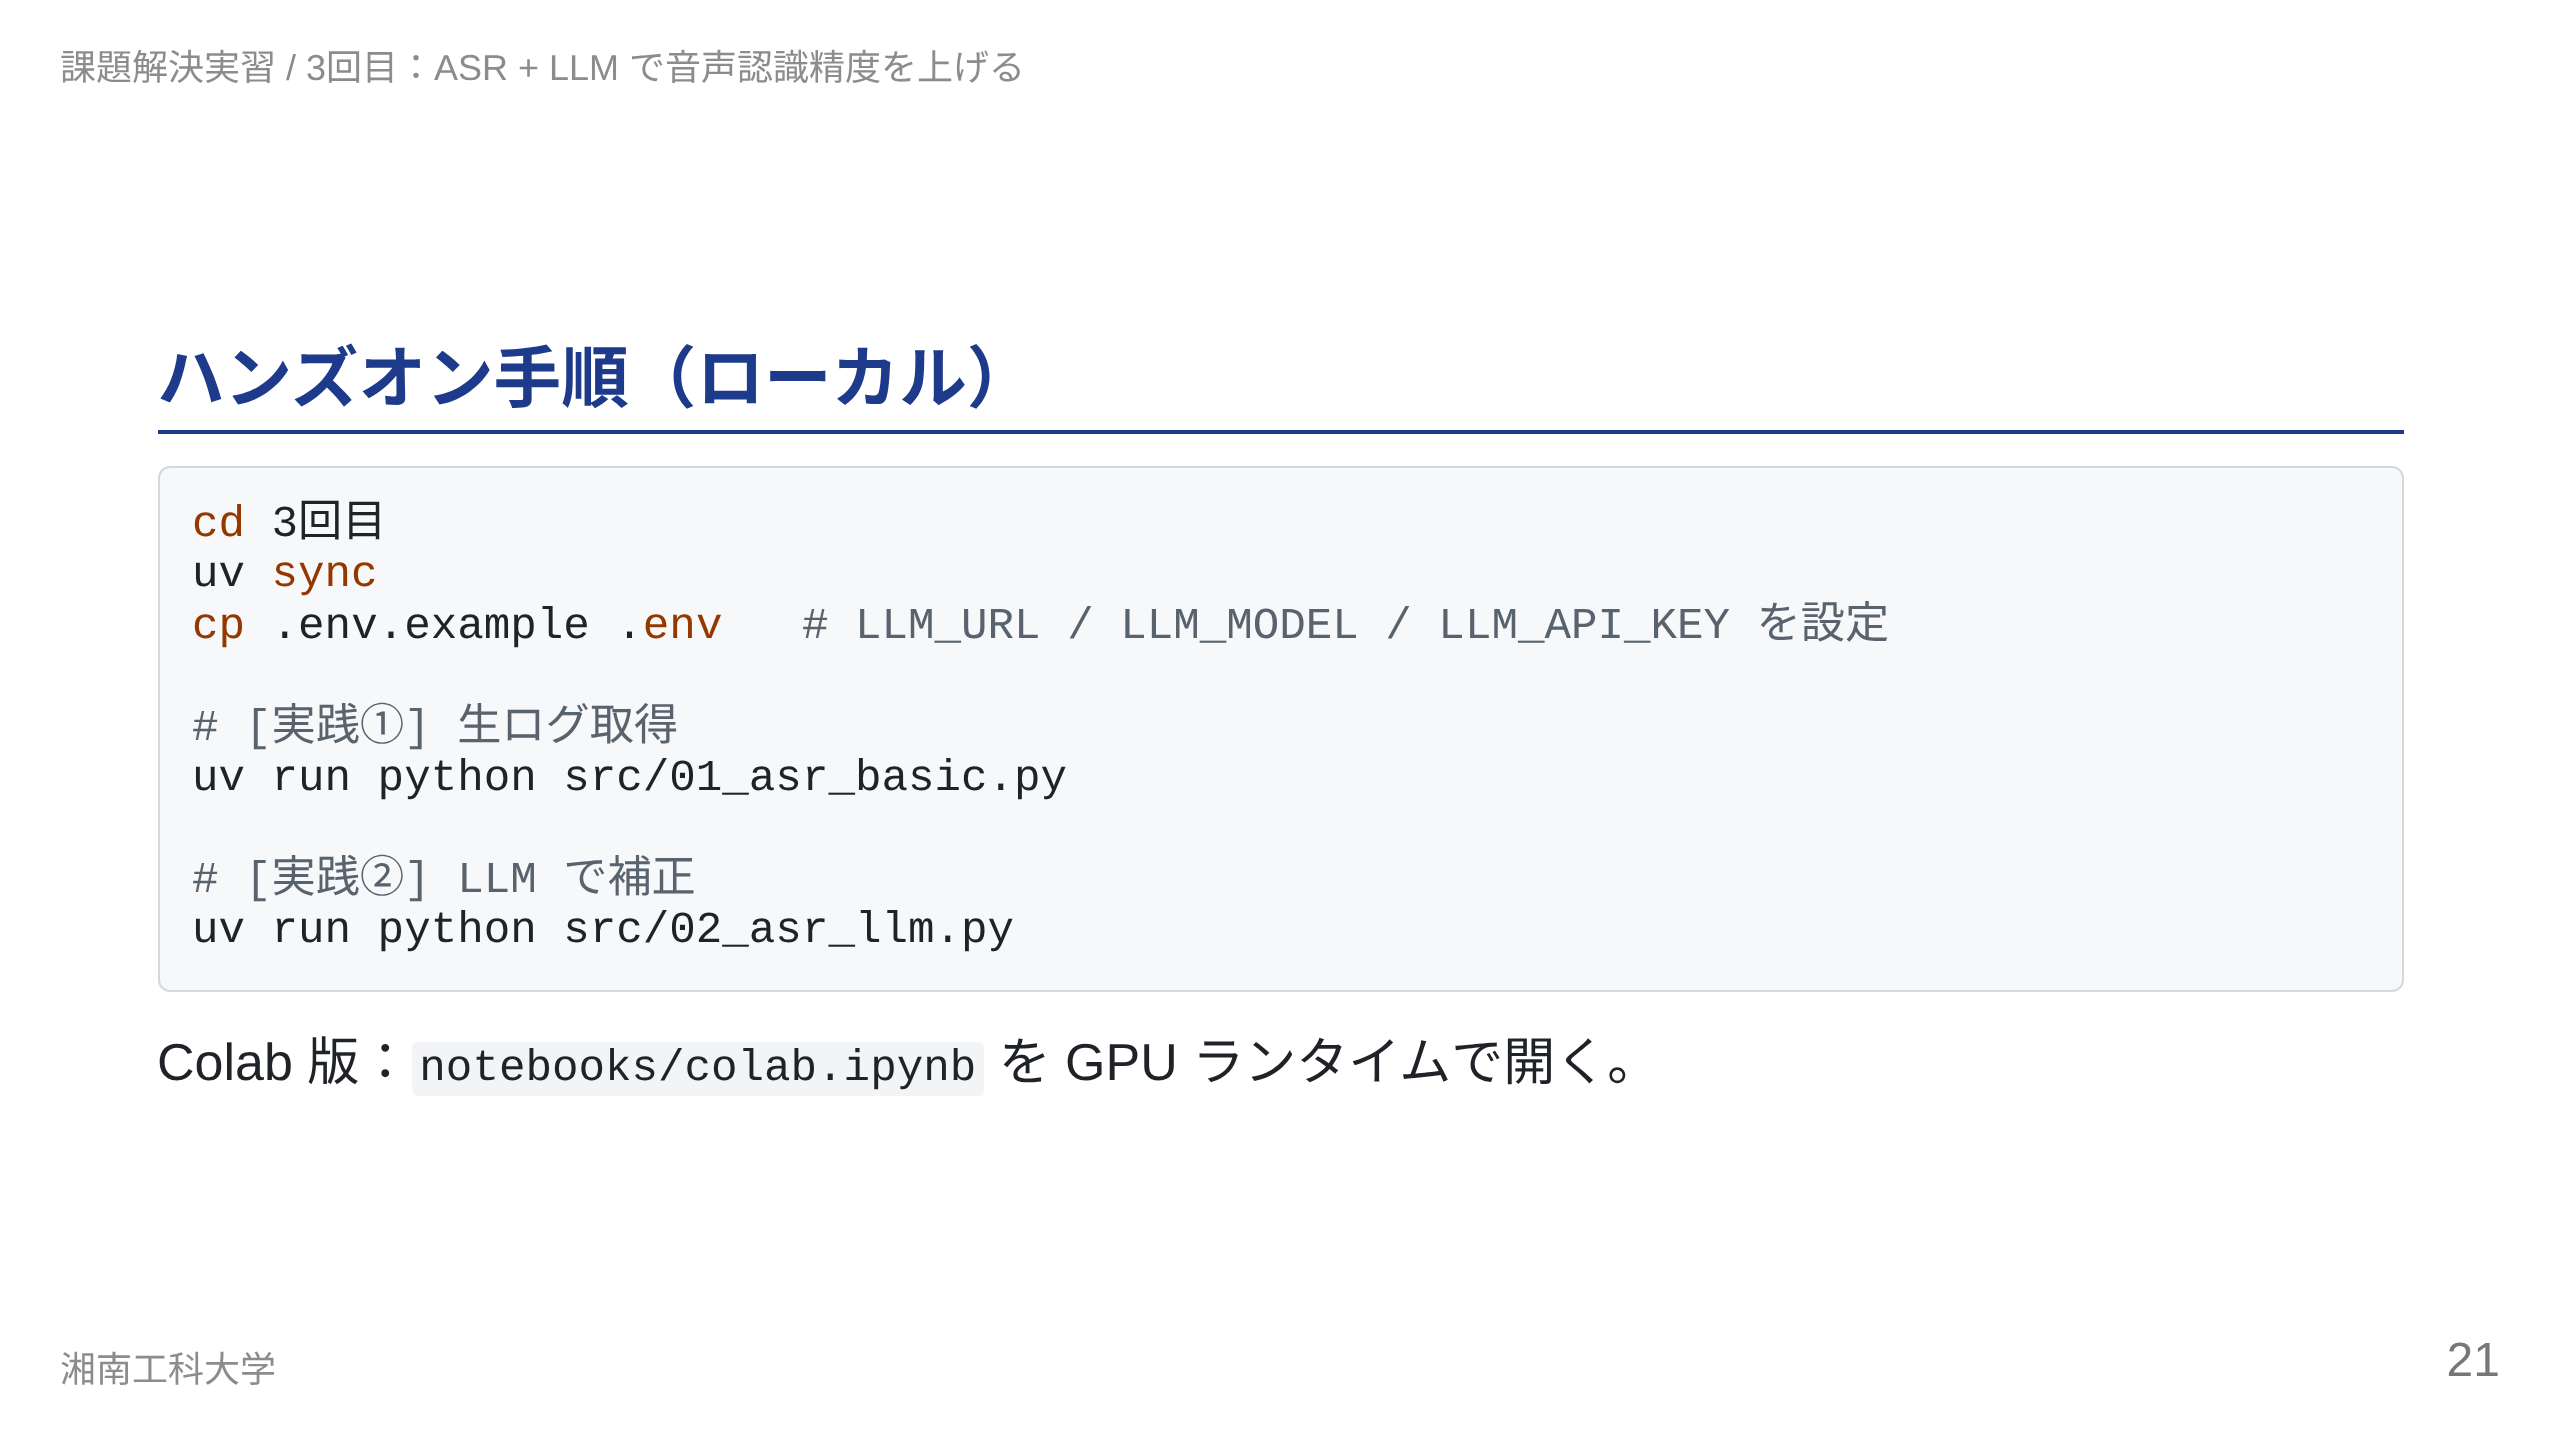 課題解決実習 / 3回目：ASR + LLM で音声認識精度を上げる
ハンズオン手順（ローカル）
cd 3回目
uv sync
cp .env.example .env   # LLM_URL / LLM_MODEL / LLM_API_KEY を設定
# [実践①] 生ログ取得
uv run python src/01_asr_basic.py
# [実践②] LLM で補正
uv run python src/02_asr_llm.py
Colab 版：notebooks/colab.ipynb を GPU ランタイムで開く。
湘南工科大学
21